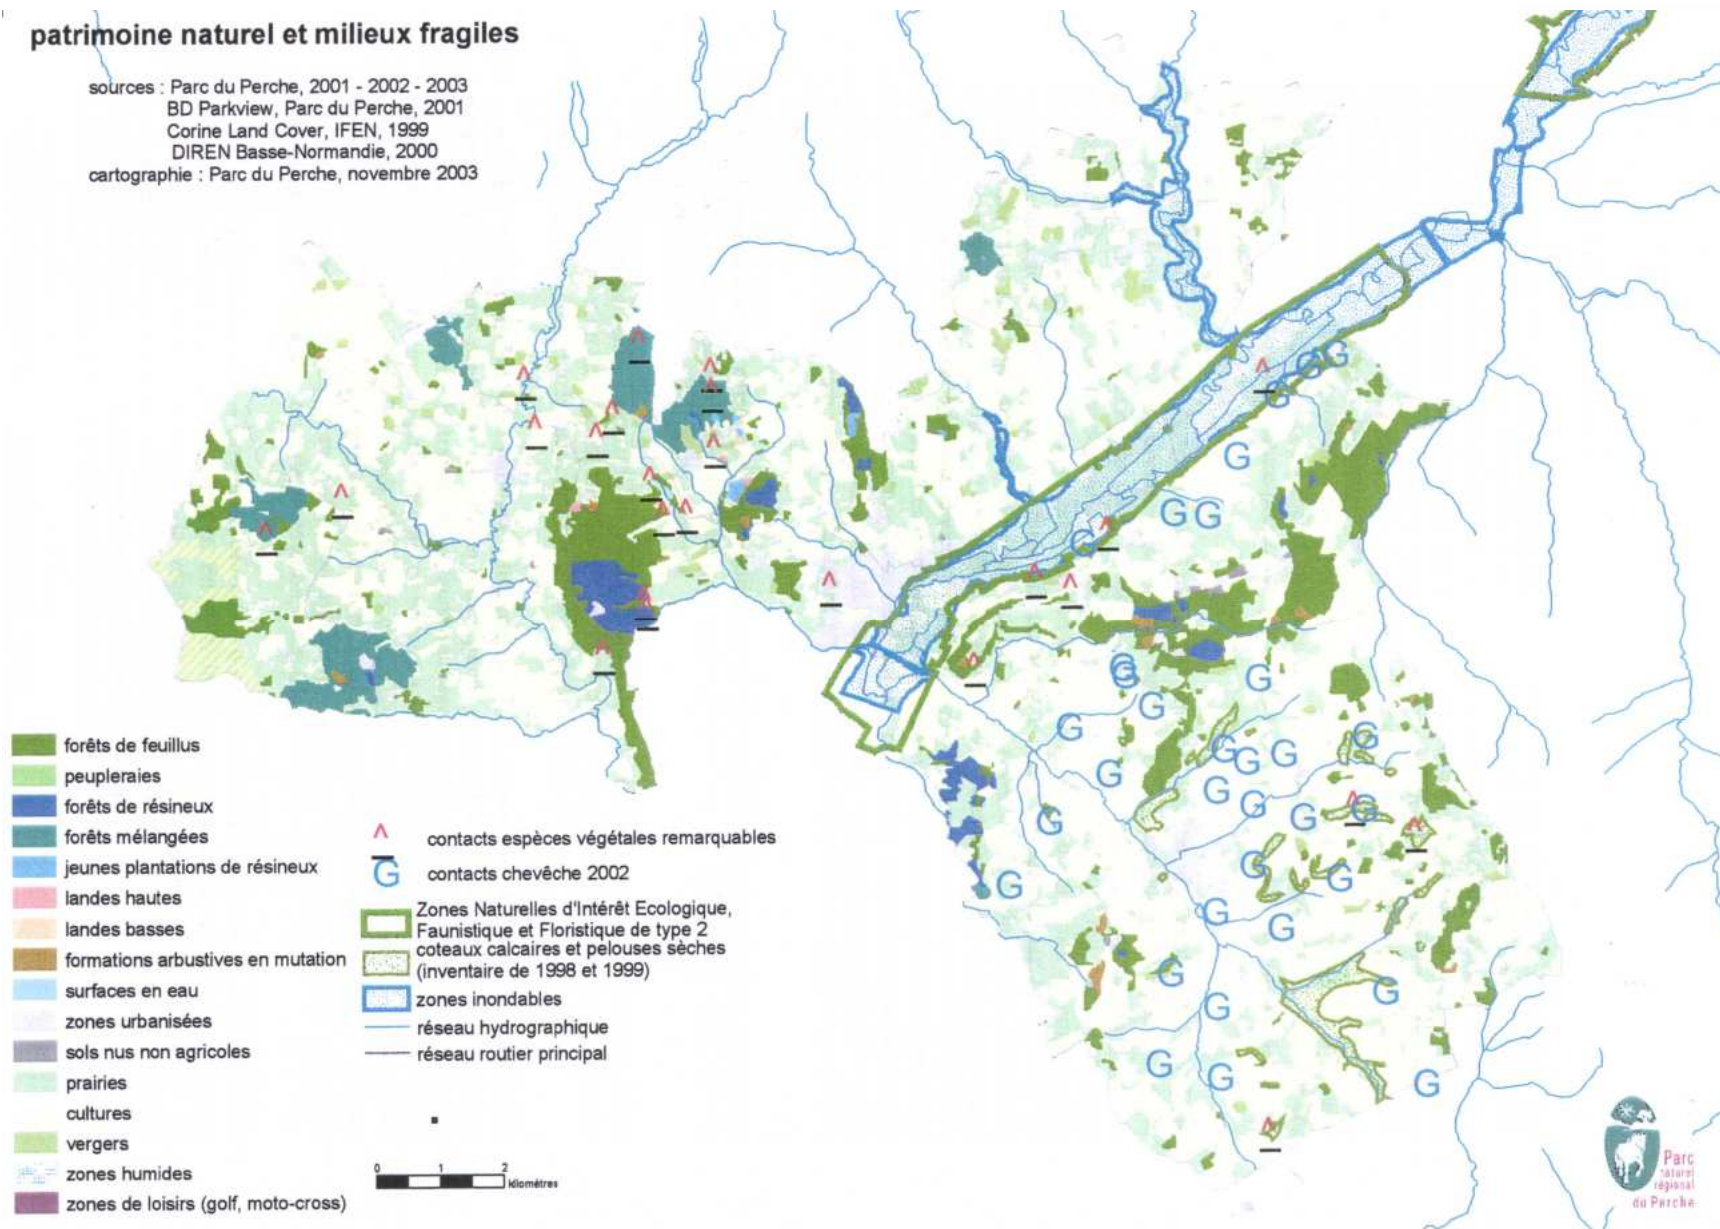 patrimoine naturel et milieux fragiles
sources : Parc du Perche, 2001 - 2002 - 2003
BD Parkview, Parc du Perche, 2001
Corine Land Cover, IFEN, 1999
DIREN Basse-Normandie, 2000
cartographie : Parc du Perche, novembre 2003
forêts de feuillus
peupleraies
forêts de résineux
forêts mélangées
jeunes plantations de résineux
landes hautes
landes basses
formations arbustives en mutation
surfaces en eau
zones urbanisées
sols nus non agricoles
prairies
cultures
vergers
zones humides
zones de loisirs (golf, moto-cross)
contacts espèces végétales remarquables
G contacts chevêche 2002
Zones Naturelles d'Intérêt Ecologique,
Faunistique et Floristique de type 2
coteaux calcaires et pelouses sèches
(inventaire de 1998 et 1999)
zones inondables
réseau hydrographique
réseau routier principal
0 1 2
kilomètres
Parc
naturel
régional
du Perche